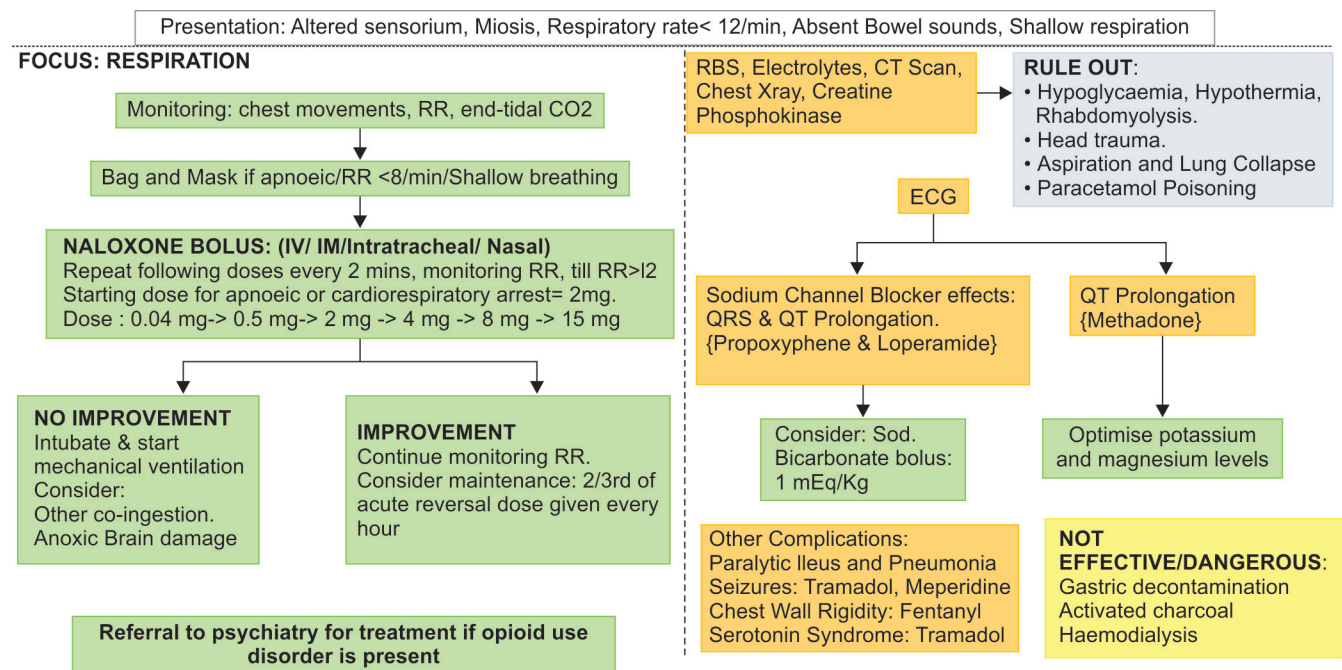 Presentation: Altered sensorium, Miosis, Respiratory rate< 12/min, Absent Bowel sounds, Shallow respiration
FOCUS: RESPIRATION
Monitoring: chest movements, RR, end-tidal CO2
Bag and Mask if apnoeic/RR <8/min/Shallow breathing
NALOXONE BOLUS: (IV/ IM/Intratracheal/ Nasal)
Repeat following doses every 2 mins, monitoring RR, till RR>l2
Starting dose for apnoeic or cardiorespiratory arrest= 2mg.
Dose : 0.04 mg-> 0.5 mg-> 2 mg -> 4 mg -> 8 mg -> 15 mg
NO IMPROVEMENT
Intubate & start
mechanical ventilation
Consider:
Other co-ingestion.
Anoxic Brain damage
IMPROVEMENT
Continue monitoring RR.
Consider maintenance: 2/3rd of
acute reversal dose given every
hour
Referral to psychiatry for treatment if opioid use
disorder is present
RBS, Electrolytes, CT Scan,
Chest Xray, Creatine
Phosphokinase
RULE OUT:
• Hypoglycaemia, Hypothermia,
Rhabdomyolysis.
• Head trauma.
• Aspiration and Lung Collapse
• Paracetamol Poisoning
ECG
Sodium Channel Blocker effects:
QRS & QT Prolongation.
{Propoxyphene & Loperamide}
QT Prolongation
{Methadone}
Consider: Sod.
Bicarbonate bolus:
1 mEq/Kg
Optimise potassium
and magnesium levels
Other Complications:
Paralytic Ileus and Pneumonia
Seizures: Tramadol, Meperidine
Chest Wall Rigidity: Fentanyl
Serotonin Syndrome: Tramadol
NOT
EFFECTIVE/DANGEROUS:
Gastric decontamination
Activated charcoal
Haemodialysis